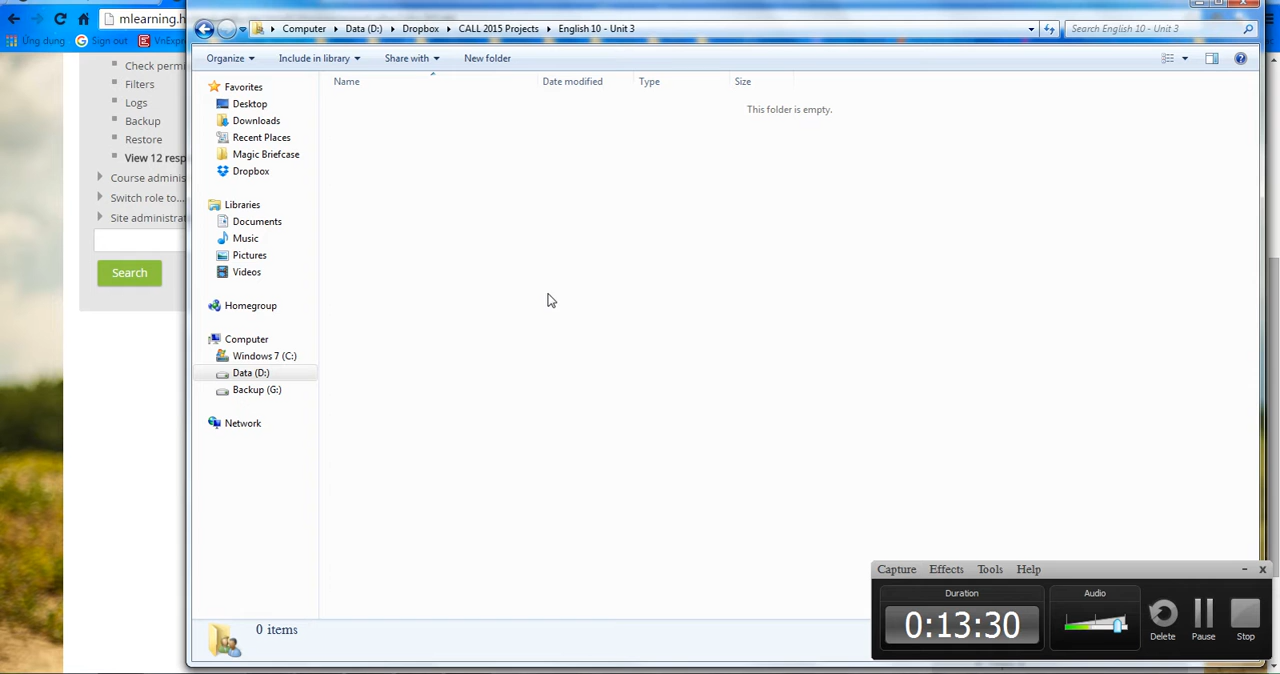 mlearning.h
Ứng dụng
Sign out
VnExp
Check permi
Filters
Logs
Backup
Restore
View 12 resp
Course adminis
Switch role to...
Site administrat
Search
Computer
Data (D:)
Dropbox
CALL 2015 Projects
English 10 - Unit 3
Search English 10 - Unit 3
Organize
Include in library
Share with
New folder
Name
Date modified
Type
Size
This folder is empty.
Favorites
Desktop
Downloads
Recent Places
Magic Briefcase
Dropbox
Libraries
Documents
Music
Pictures
Videos
Homegroup
Computer
Windows 7 (C:)
Data (D:)
Backup (G:)
Network
0 items
Capture
Effects
Tools
Help
Duration
0:13:30
Audio
Delete
Pause
Stop